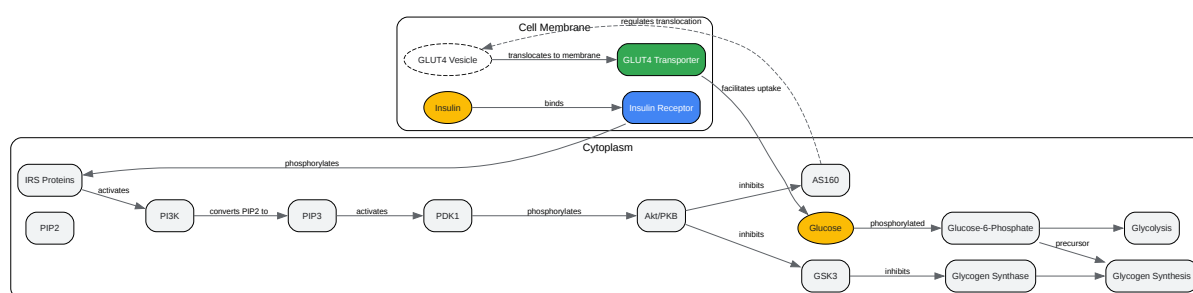 regulates translocation
Cell Membrane
GLUT4 Vesicle
translocates to membrane
GLUT4 Transporter
facilitates uptake
Insulin
binds
Insulin Receptor
Cytoplasm
phosphorylates
IRS Proteins
activates
AS160
inhibits
PI3K
converts PIP2 to
PIP3
activates
PDK1
phosphorylates
Akt/PKB
PIP2
Glucose
phosphorylated
Glucose-6-Phosphate
Glycolysis
inhibits
precursor
GSK3
inhibits
Glycogen Synthase
Glycogen Synthesis